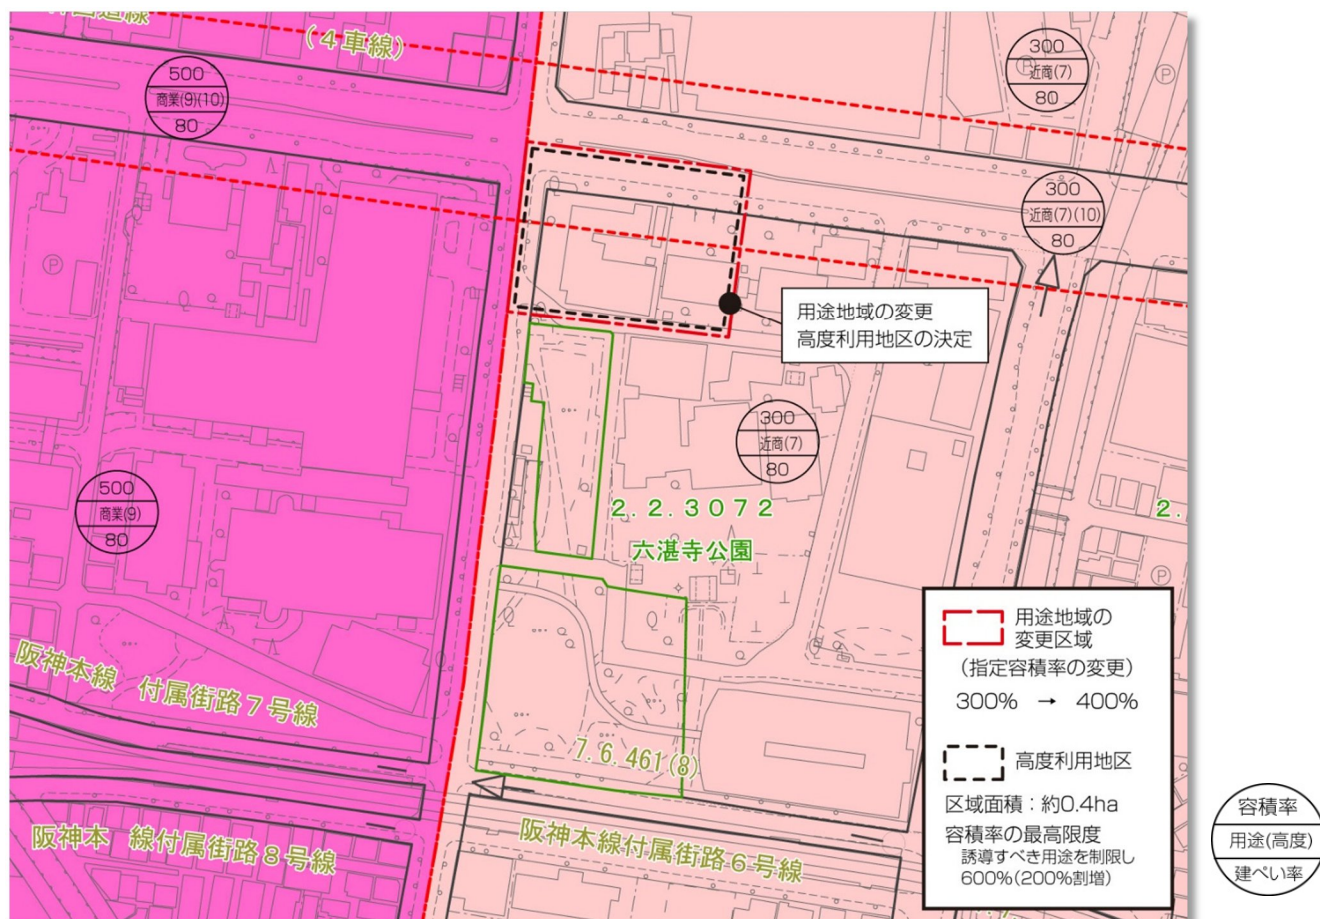 (4車線)
500
商業(9)(10)
80
300
近商(7)
80
300
近商(7)(10)
80
用途地域の変更
高度利用地区の決定
300
近商(7)
80
500
商業(9)
80
2.2.3072
六湛寺公園
2.
阪神本線 付属街路7号線
7.6.461(8)
阪神本 線付属街路8号線
阪神本線付属街路6号線
用途地域の
変更区域
(指定容積率の変更)
300% → 400%
高度利用地区
区域面積:約0.4ha
容積率の最高限度
誘導すべき用途を制限し
600%(200%割増)
容積率
用途(高度)
建ぺい率